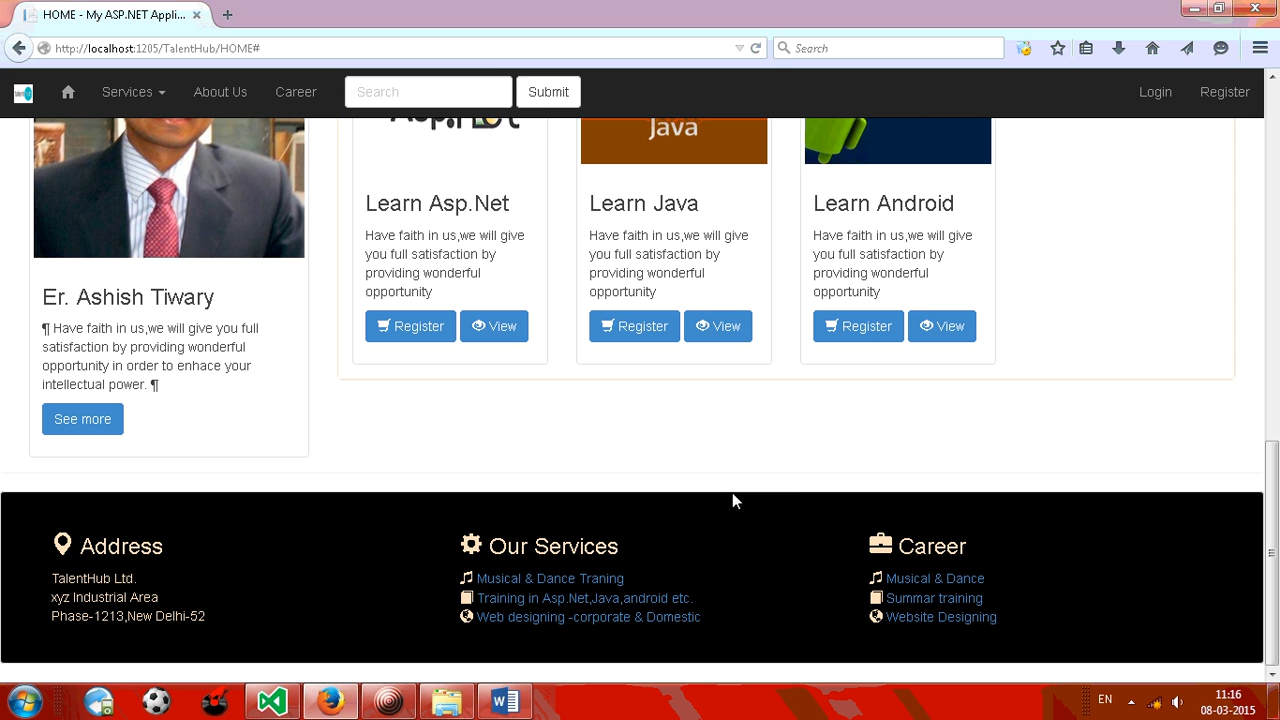 HOME - My ASP.NET Appli...
http://localhost:1205/TalentHub/HOME#
Search
Services
About Us
Career
Search
Submit
Login
Register
Asp.Net
Java
Learn Asp.Net
Have faith in us,we will give
you full satisfaction by
providing wonderful
opportunity
Register
View
Learn Java
Have faith in us,we will give
you full satisfaction by
providing wonderful
opportunity
Register
View
Learn Android
Have faith in us,we will give
you full satisfaction by
providing wonderful
opportunity
Register
View
Er. Ashish Tiwary
¶ Have faith in us,we will give you full
satisfaction by providing wonderful
opportunity in order to enhace your
intellectual power. ¶
See more
Address
TalentHub Ltd.
xyz Industrial Area
Phase-1213,New Delhi-52
Our Services
Musical & Dance Traning
Training in Asp.Net,Java,android etc.
Web designing -corporate & Domestic
Career
Musical & Dance
Summar training
Website Designing
EN
11:16
08-03-2015